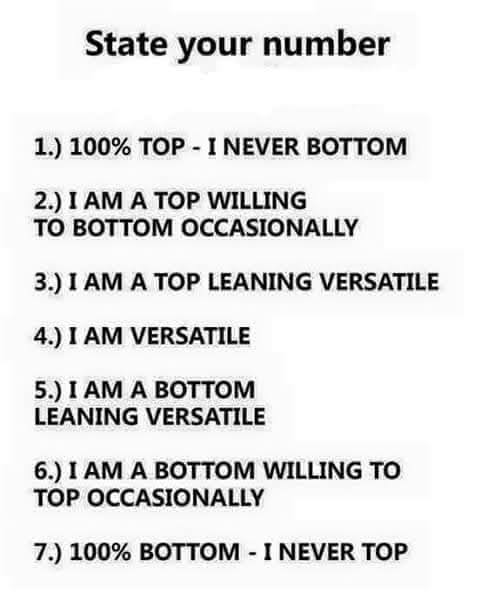 State your number
1.) 100% TOP - I NEVER BOTTOM
2.) I AM A TOP WILLING
TO BOTTOM OCCASIONALLY
3.) I AM A TOP LEANING VERSATILE
4.) I AM VERSATILE
5.) I AM A BOTTOM
LEANING VERSATILE
6.) I AM A BOTTOM WILLING TO
TOP OCCASIONALLY
7.) 100% BOTTOM - I NEVER TOP